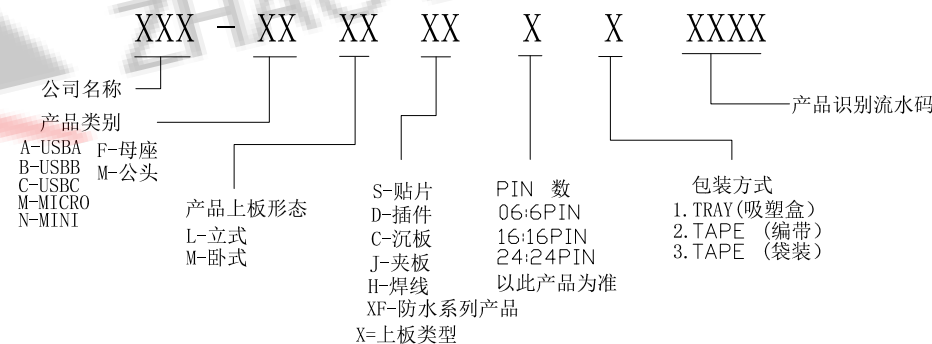 XXX - XX XX XX X X XXXX
公司名称
产品识别流水码
产品类别
A-USBA F-母座
B-USBB M-公头
C-USBC
M-MICRO
N-MINI
产品上板形态
L-立式
M-卧式
S-贴片
D-插件
C-沉板
J-夹板
H-焊线
XF-防水系列产品
X=上板类型
PIN 数
06:6PIN
16:16PIN
24:24PIN
以此产品为准
包装方式
1.TRAY(吸塑盒)
2.TAPE (编带)
3.TAPE (袋装)